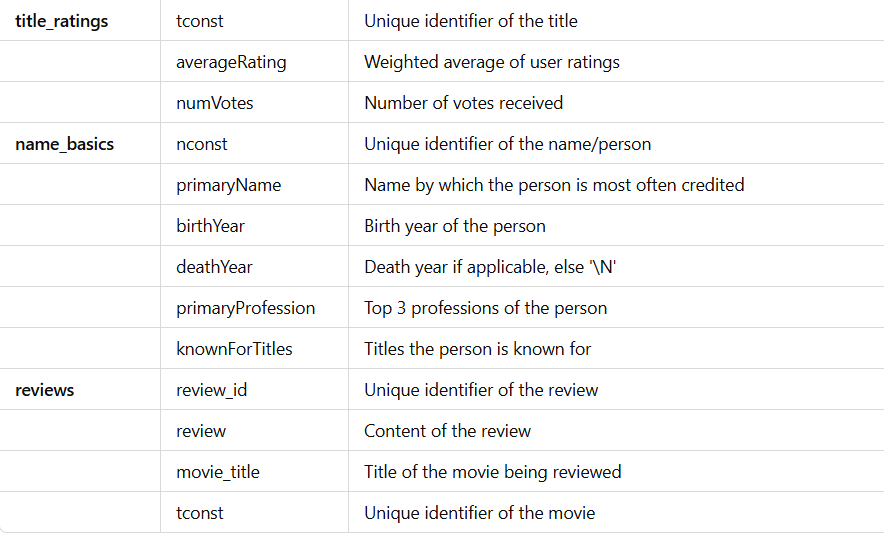 title_ratings tconst Unique identifier of the title
averageRating Weighted average of user ratings
numVotes Number of votes received
name_basics nconst Unique identifier of the name/person
primaryName Name by which the person is most often credited
birthYear Birth year of the person
deathYear Death year if applicable, else '\N'
primaryProfession Top 3 professions of the person
knownForTitles Titles the person is known for
reviews review_id Unique identifier of the review
review Content of the review
movie_title Title of the movie being reviewed
tconst Unique identifier of the movie